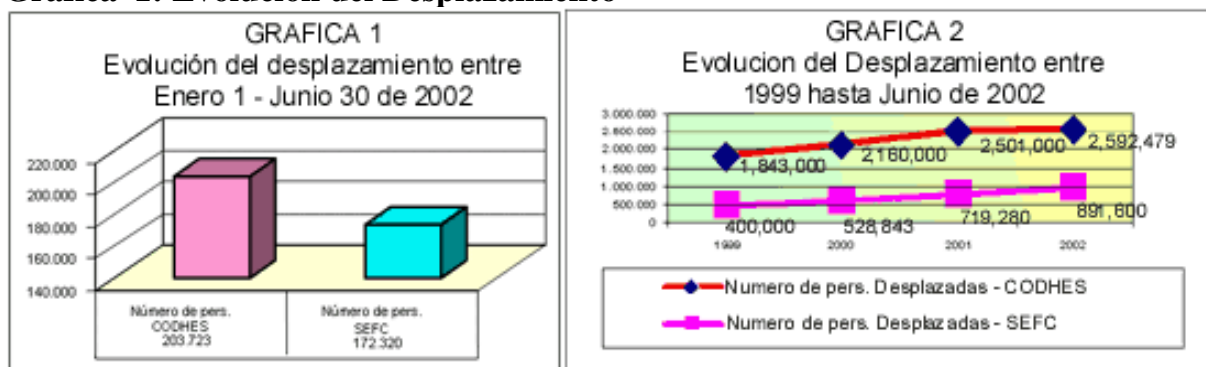 GRAFICA 1
Evolución del desplazamiento entre
Enero 1 - Junio 30 de 2002
220.000
200.000
180.000
160.000
140.000
Número de pers.
CODHES
203.723
Número de pers.
SEFC
172.320
GRAFICA 2
Evolucion del Desplazamiento entre
1999 hasta Junio de 2002
3.000.000
2.500.000
2.000.000
1.500.000
1.000.000
500.000
0
1,843,000
2,160,000
2,501,000
2,592,479
400,000
528,843
719,280
891,600
1999
2000
2001
2002
Numero de pers. Desplazadas - CODHES
Numero de pers. Desplazadas - SEFC